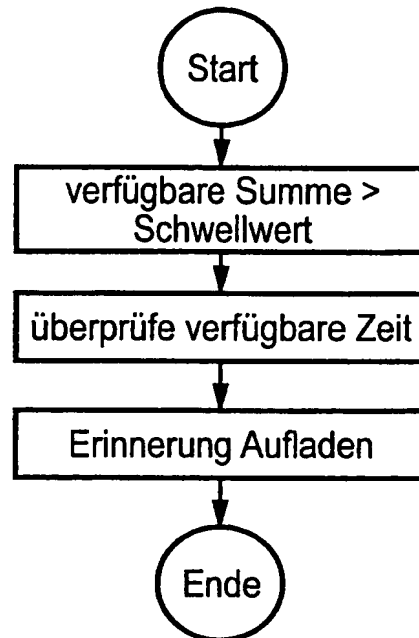 Start
verfügbare Summe >
Schwellwert
überprüfe verfügbare Zeit
Erinnerung Aufladen
Ende